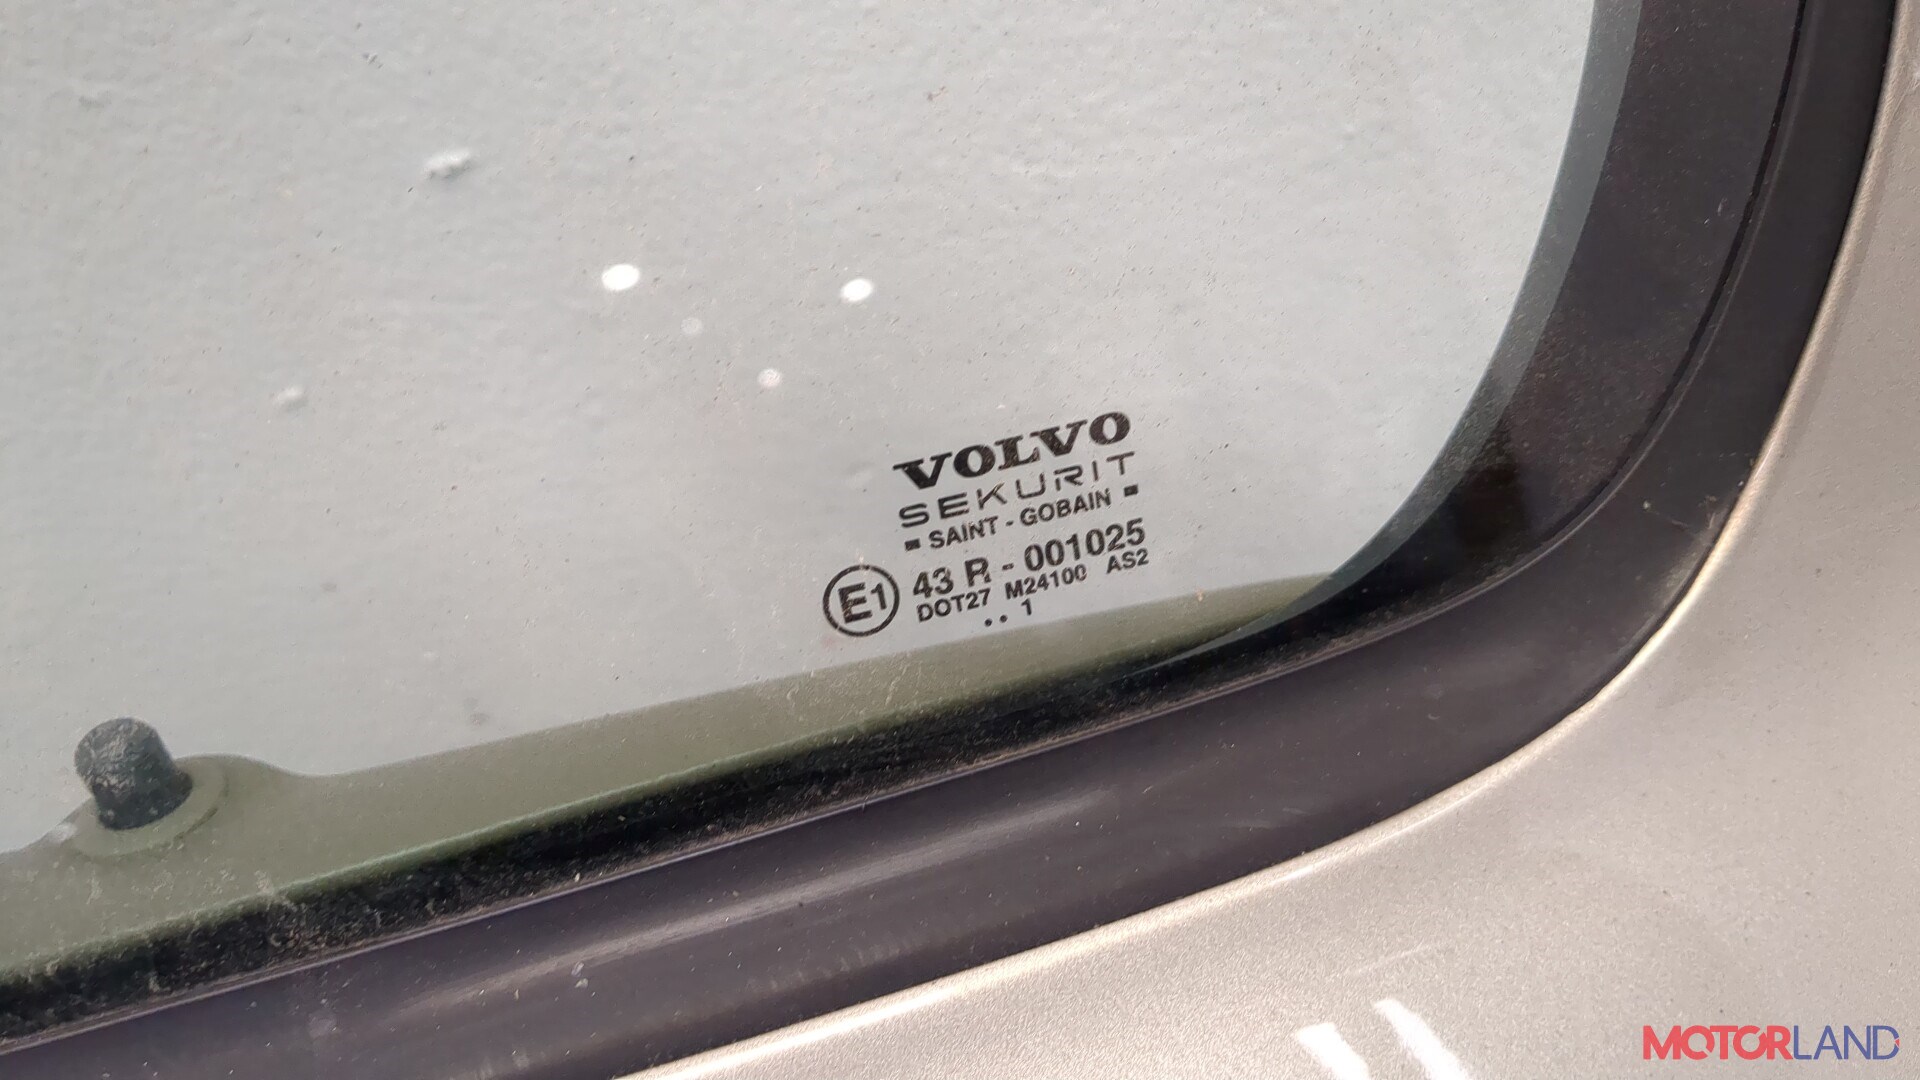 VOLVO
SEKURIT
SAINT - GOBAIN
E1 43 R - 001025
DOT27 M24100 AS2
.. 1
MOTORLAND